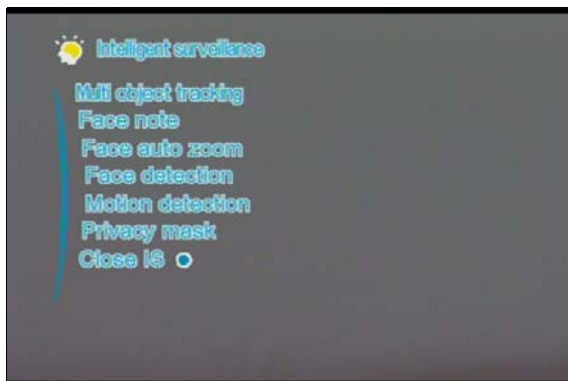 Intelligent surveillance
Multi object tracking
Face note
Face auto zoom
Face detection
Motion detection
Privacy mask
Close IS